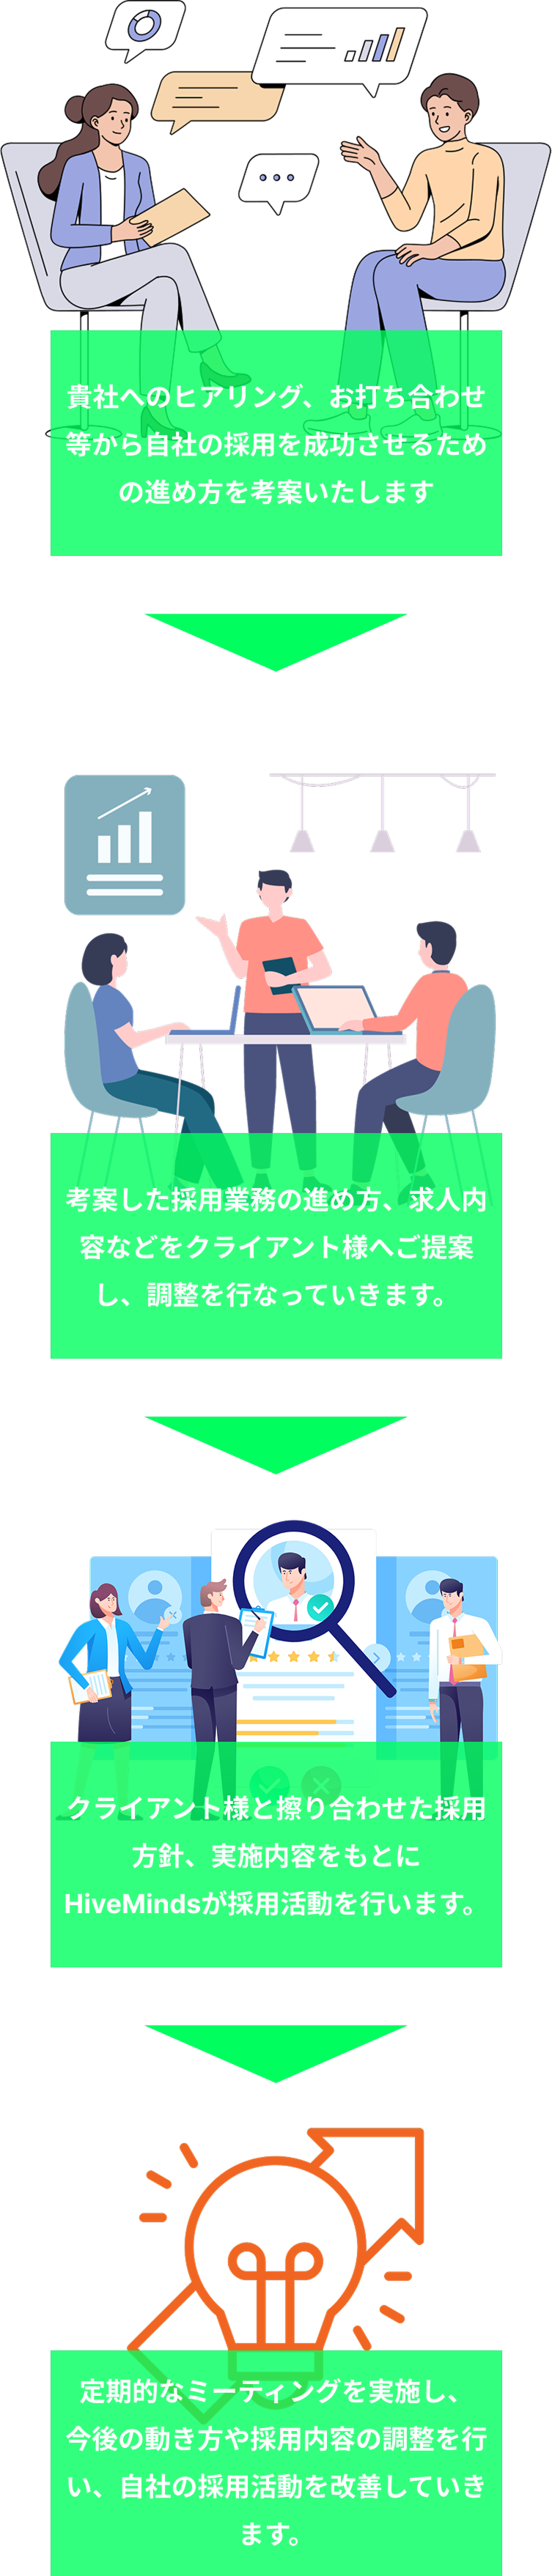 貴社へのヒアリング、お打ち合わせ
等から自社の採用を成功させるため
の進め方を考案いたします
考案した採用業務の進め方、求人内
容などをクライアント様へご提案
し、調整を行なっていきます。
クライアント様と擦り合わせた採用
方針、実施内容をもとに
HiveMindsが採用活動を行います。
定期的なミーティングを実施し、
今後の動き方や採用内容の調整を行
い、自社の採用活動を改善していき
ます。